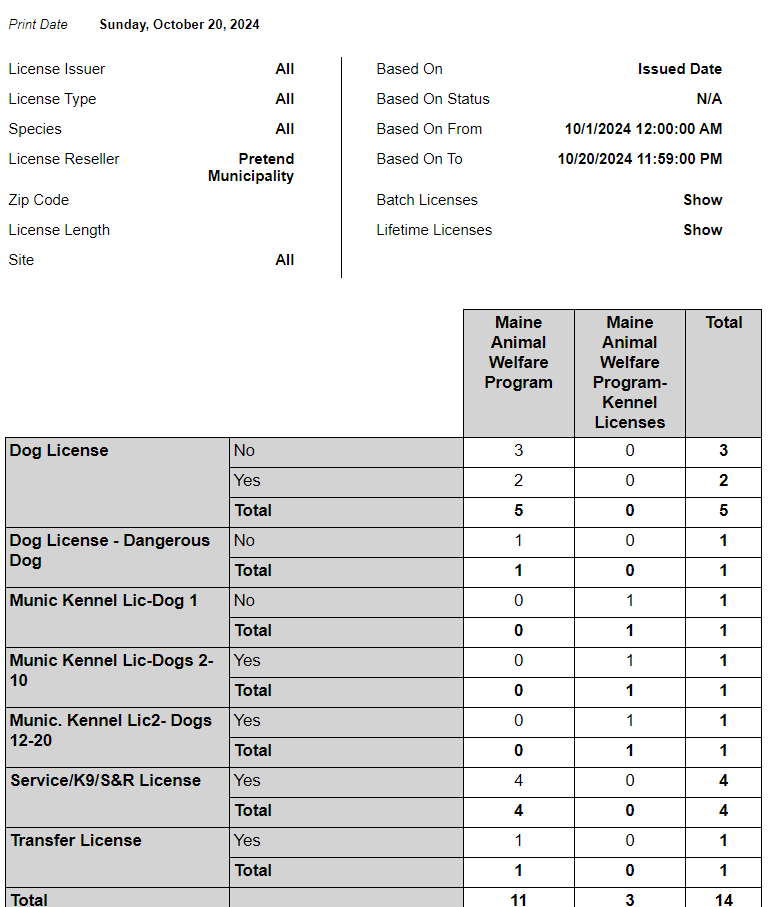 Print Date Sunday, October 20, 2024
License Issuer All Based On Issued Date
License Type All Based On Status N/A
Species All Based On From 10/1/2024 12:00:00 AM
License Reseller Pretend Based On To 10/20/2024 11:59:00 PM
Municipality
Zip Code Batch Licenses Show
License Length Lifetime Licenses Show
Site All
Maine Animal Welfare Program
Maine Animal Welfare Program-Kennel Licenses
Total
Dog License No 3 0 3
Yes 2 0 2
Total 5 0 5
Dog License - Dangerous No 1 0 1
Dog Total 1 0 1
Munic Kennel Lic-Dog 1 No 0 1 1
Total 0 1 1
Munic Kennel Lic-Dogs 2- Yes 0 1 1
10 Total 0 1 1
Munic. Kennel Lic2- Dogs Yes 0 1 1
12-20 Total 0 1 1
Service/K9/S&R License Yes 4 0 4
Total 4 0 4
Transfer License Yes 1 0 1
Total 1 0 1
Total 11 3 14